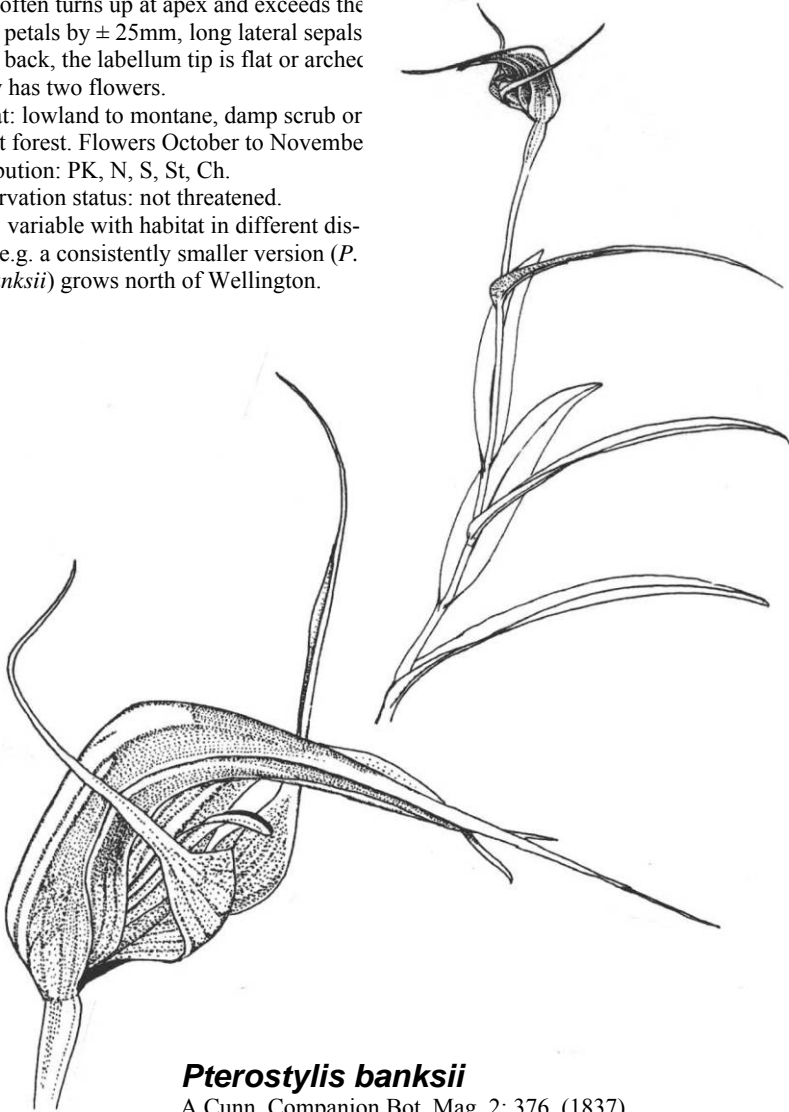 often turns up at apex and exceeds the
petals by ± 25mm, long lateral sepals
back, the labellum tip is flat or arched
has two flowers.
lowland to montane, damp scrub or
forest. Flowers October to Novembe
PK, N, S, St, Ch.
status: not threatened.
variable with habitat in different dis-
e.g. a consistently smaller version (P.
grows north of Wellington.
Pterostylis banksii
A.Cunn. Companion Bot. Mag. 2: 376. (1837).